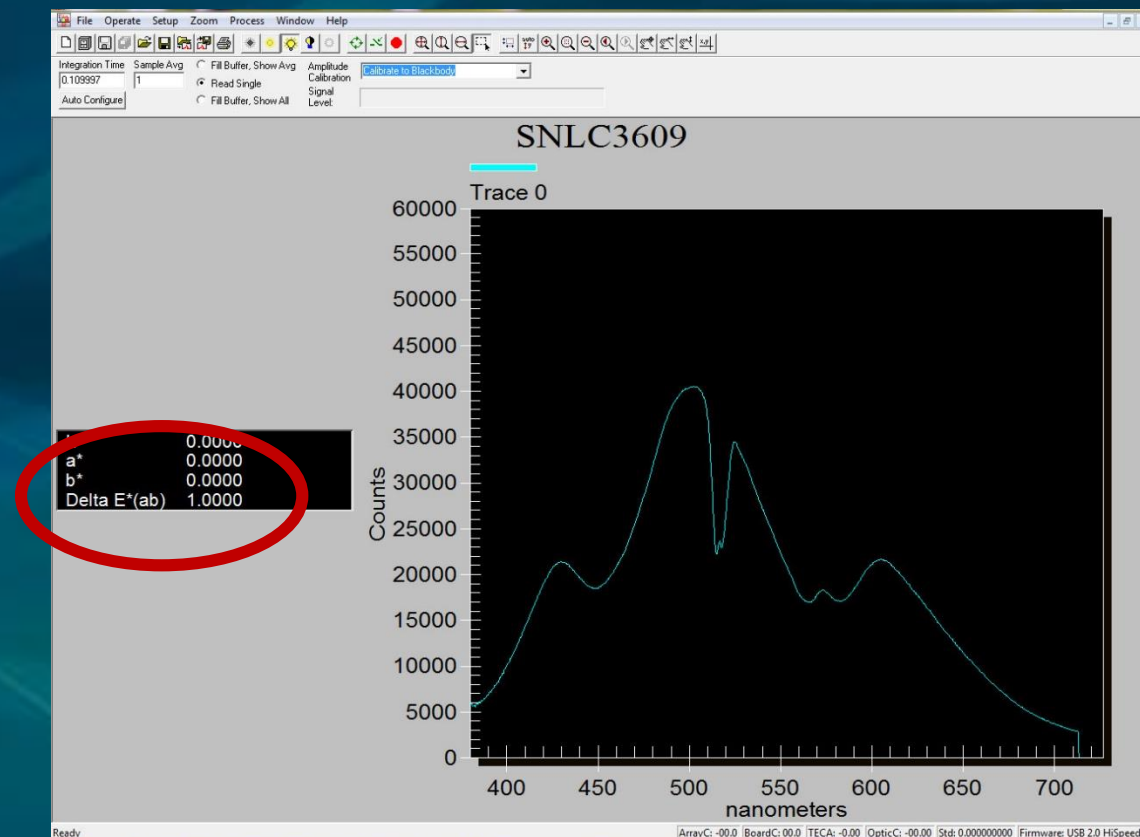 File Operate Setup Zoom Process Window Help
Integration Time Sample Avg Fill Buffer, Show Avg Amplitude Calibration Calibrate to Blackbody
0.109997 1 Read Single
Auto Configure Fill Buffer, Show All Signal Level:
SNLC3609
Trace 0
60000
55000
50000
45000
40000
35000
30000
25000
20000
15000
10000
5000
0
Counts
0.0000
a* 0.0000
b* 0.0000
Delta E*(ab) 1.0000
400 450 500 550 600 650 700
nanometers
Ready ArrayC: -00.0 BoardC: 00.0 TECA: -0.00 OpticC: -00.00 Std: 0.000000000 Firmware: USB 2.0 HiSpeed